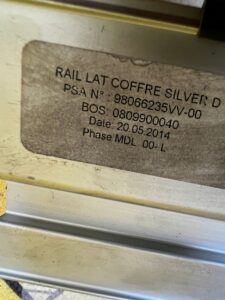 RAIL LAT COFFRE SILVER D
PSA N° : 98066235VV-00
BOS: 0809900040
Date: 20.05.2014
Phase MDL 00- L